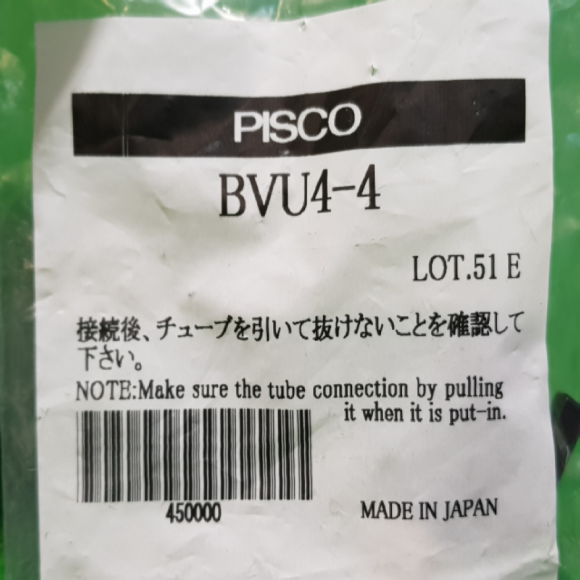 PISCO
BVU4-4
LOT.51 E
接続後、チューブを引いて抜けないことを確認して
下さい。
NOTE:Make sure the tube connection by pulling
it when it is put-in.
450000
MADE IN JAPAN